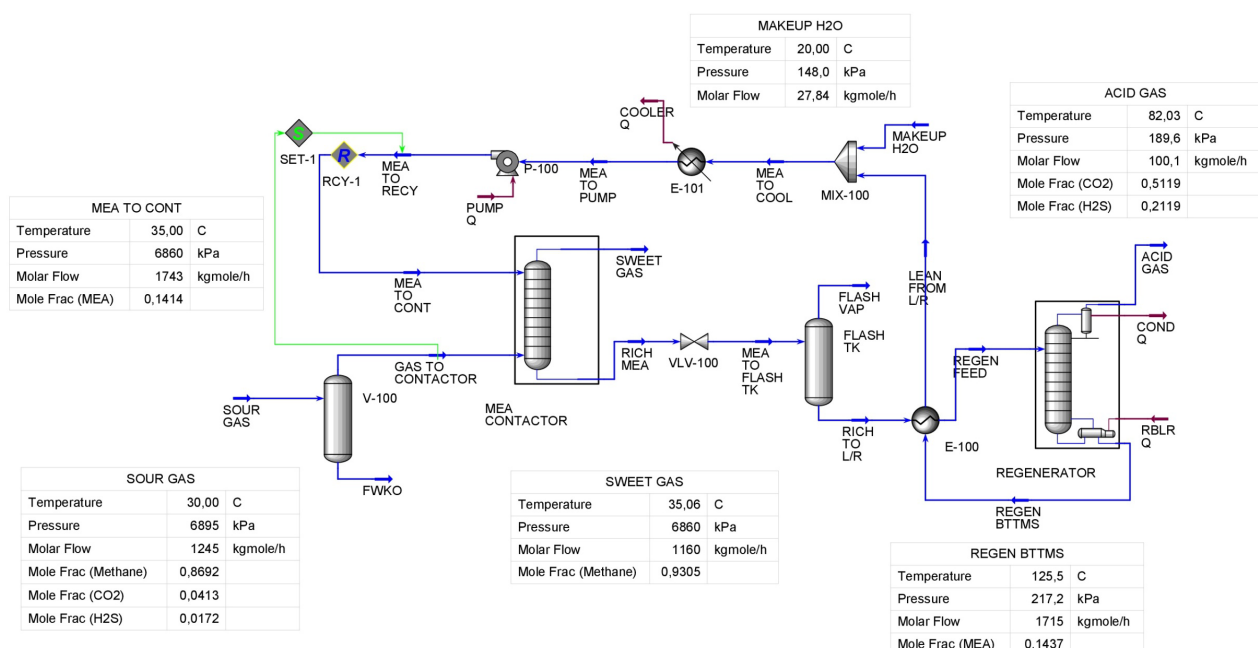 MAKEUP H2O
Temperature 20,00 C
Pressure 148,0 kPa
Molar Flow 27,84 kgmole/h
ACID GAS
Temperature 82,03 C
Pressure 189,6 kPa
Molar Flow 100,1 kgmole/h
Mole Frac (CO2) 0,5119
Mole Frac (H2S) 0,2119
COOLER
Q
MAKEUP
H2O
S
SET-1
R
RCY-1
MEA
TO
RECY
P-100
PUMP
Q
MEA
TO
PUMP
E-101
MEA
TO
COOL
MIX-100
MEA TO CONT
Temperature 35,00 C
Pressure 6860 kPa
Molar Flow 1743 kgmole/h
Mole Frac (MEA) 0,1414
MEA
TO
CONT
SWEET
GAS
FLASH
VAP
LEAN
FROM
L/R
ACID
GAS
COND
Q
FLASH
TK
GAS TO
CONTACTOR
RICH
MEA
VLV-100
MEA
TO
FLASH
TK
REGEN
FEED
SOUR
GAS
V-100
MEA
CONTACTOR
RICH
TO
L/R
E-100
RBLR
Q
REGENERATOR
FWKO
REGEN
BTTMS
SOUR GAS
Temperature 30,00 C
Pressure 6895 kPa
Molar Flow 1245 kgmole/h
Mole Frac (Methane) 0,8692
Mole Frac (CO2) 0,0413
Mole Frac (H2S) 0,0172
SWEET GAS
Temperature 35,06 C
Pressure 6860 kPa
Molar Flow 1160 kgmole/h
Mole Frac (Methane) 0,9305
REGEN BTTMS
Temperature 125,5 C
Pressure 217,2 kPa
Molar Flow 1715 kgmole/h
Mole Frac (MEA) 0,1437